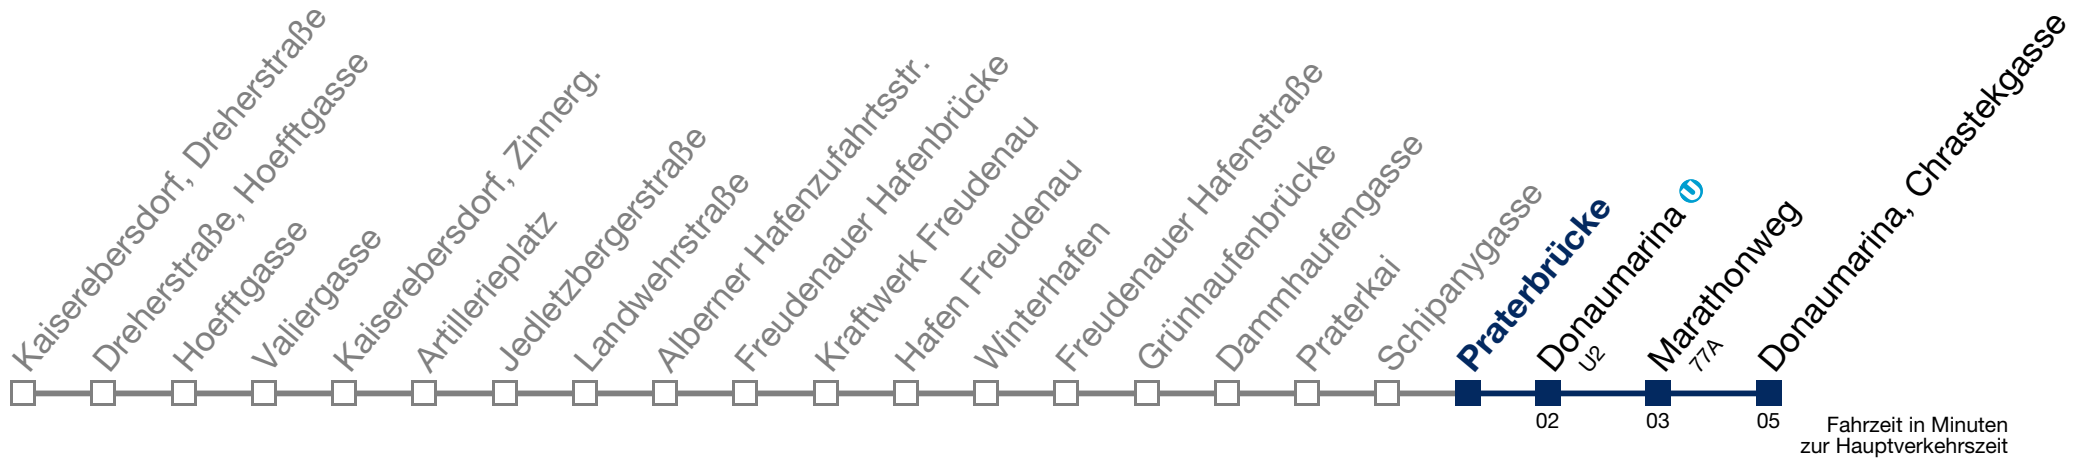 Kaiserebersdorf, Dreherstraße
Dreherstraße, Hoefftgasse
Hoefftgasse
Valiergasse
Kaiserebersdorf, Zinnerg.
Artillerieplatz
Jedletzbergerstraße
Landwehrstraße
Alberner Hafenzufahrtsstr.
Freudenauer Hafenbrücke
Kraftwerk Freudenau
Hafen Freudenau
Winterhafen
Freudenauer Hafenstraße
Grünhaufenbrücke
Dammhaufengasse
Praterkai
Schipanygasse
Praterbrücke
Donaumarina U
U2
Marathonweg
77A
Donaumarina, Chrastekgasse
02
03
05
Fahrzeit in Minuten
zur Hauptverkehrszeit